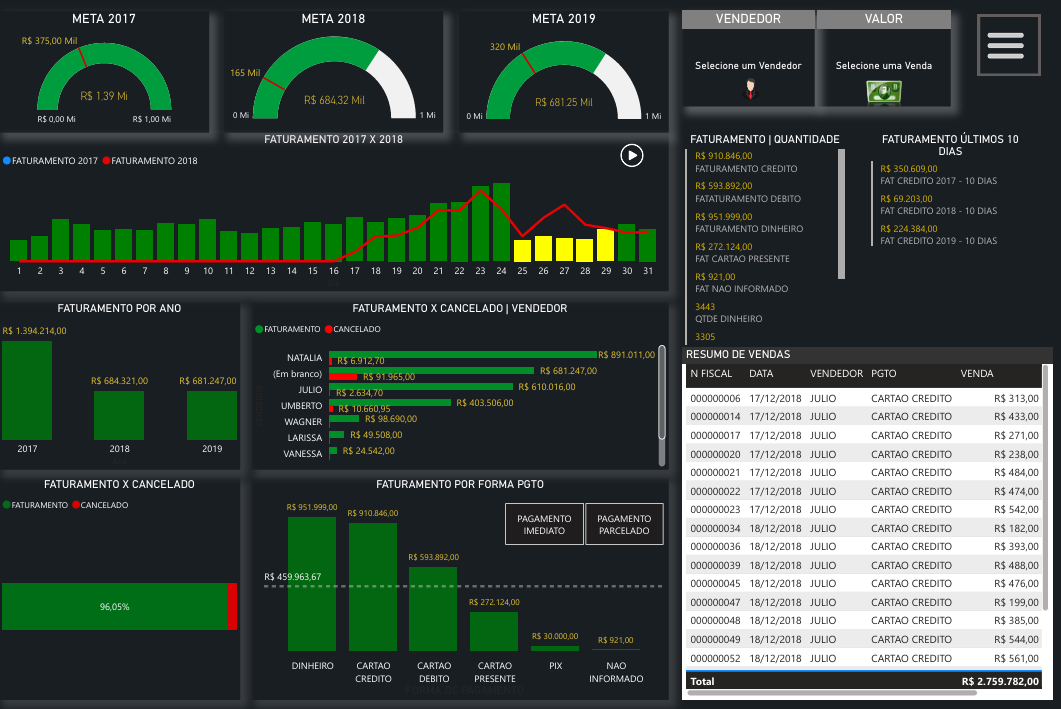 META 2017
R$ 375,00 Mil
R$ 1,39 Mi
R$ 0,00 Mi
R$ 1,00 Mi
META 2018
165 Mil
R$ 684,32 Mil
0 Mi
1 Mi
META 2019
320 Mil
R$ 681,25 Mil
0 Mi
1 Mi
VENDEDOR
VALOR
Selecione um Vendedor
Selecione uma Venda
FATURAMENTO 2017 X 2018
FATURAMENTO 2017
FATURAMENTO 2018
1 2 3 4 5 6 7 8 9 10 11 12 13 14 15 16 17 18 19 20 21 22 23 24 25 26 27 28 29 30 31
FATURAMENTO | QUANTIDADE
R$ 910.846,00
FATURAMENTO CREDITO
R$ 593.892,00
FATATURAMENTO DEBITO
R$ 951.999,00
FATURAMENTO DINHEIRO
R$ 272.124,00
FAT CARTAO PRESENTE
R$ 921,00
FAT NAO INFORMADO
3443
QTDE DINHEIRO
3305
FATURAMENTO ÚLTIMOS 10
DIAS
R$ 350.609,00
FAT CREDITO 2017 - 10 DIAS
R$ 69.203,00
FAT CREDITO 2018 - 10 DIAS
R$ 224.384,00
FAT CREDITO 2019 - 10 DIAS
FATURAMENTO POR ANO
R$ 1.394.214,00
R$ 684.321,00
R$ 681.247,00
2017
2018
2019
FATURAMENTO X CANCELADO | VENDEDOR
FATURAMENTO
CANCELADO
NATALIA
R$ 891.011,00
R$ 6.912,70
(Em branco)
R$ 681.247,00
R$ 91.965,00
JULIO
R$ 610.016,00
R$ 2.634,70
UMBERTO
R$ 403.506,00
R$ 10.660,95
WAGNER
R$ 98.690,00
LARISSA
R$ 49.508,00
VANESSA
R$ 24.542,00
FATURAMENTO X CANCELADO
FATURAMENTO
CANCELADO
96,05%
FATURAMENTO POR FORMA PGTO
PAGAMENTO
IMEDIATO
PAGAMENTO
PARCELADO
R$ 951.999,00
R$ 910.846,00
R$ 593.892,00
R$ 459.963,67
R$ 272.124,00
R$ 30.000,00
R$ 921,00
DINHEIRO
CARTAO
CREDITO
CARTAO
DEBITO
CARTAO
PRESENTE
PIX
NAO
INFORMADO
RESUMO DE VENDAS
N FISCAL DATA VENDEDOR PGTO VENDA
000000006 17/12/2018 JULIO CARTAO CREDITO R$ 313,00
000000014 17/12/2018 JULIO CARTAO CREDITO R$ 433,00
000000017 17/12/2018 JULIO CARTAO CREDITO R$ 271,00
000000020 17/12/2018 JULIO CARTAO CREDITO R$ 238,00
000000021 17/12/2018 JULIO CARTAO CREDITO R$ 484,00
000000022 17/12/2018 JULIO CARTAO CREDITO R$ 474,00
000000023 17/12/2018 JULIO CARTAO CREDITO R$ 542,00
000000034 18/12/2018 JULIO CARTAO CREDITO R$ 182,00
000000036 18/12/2018 JULIO CARTAO CREDITO R$ 393,00
000000039 18/12/2018 JULIO CARTAO CREDITO R$ 488,00
000000045 18/12/2018 JULIO CARTAO CREDITO R$ 476,00
000000047 18/12/2018 JULIO CARTAO CREDITO R$ 199,00
000000048 18/12/2018 JULIO CARTAO CREDITO R$ 385,00
000000049 18/12/2018 JULIO CARTAO CREDITO R$ 544,00
000000052 18/12/2018 JULIO CARTAO CREDITO R$ 561,00
Total R$ 2.759.782,00